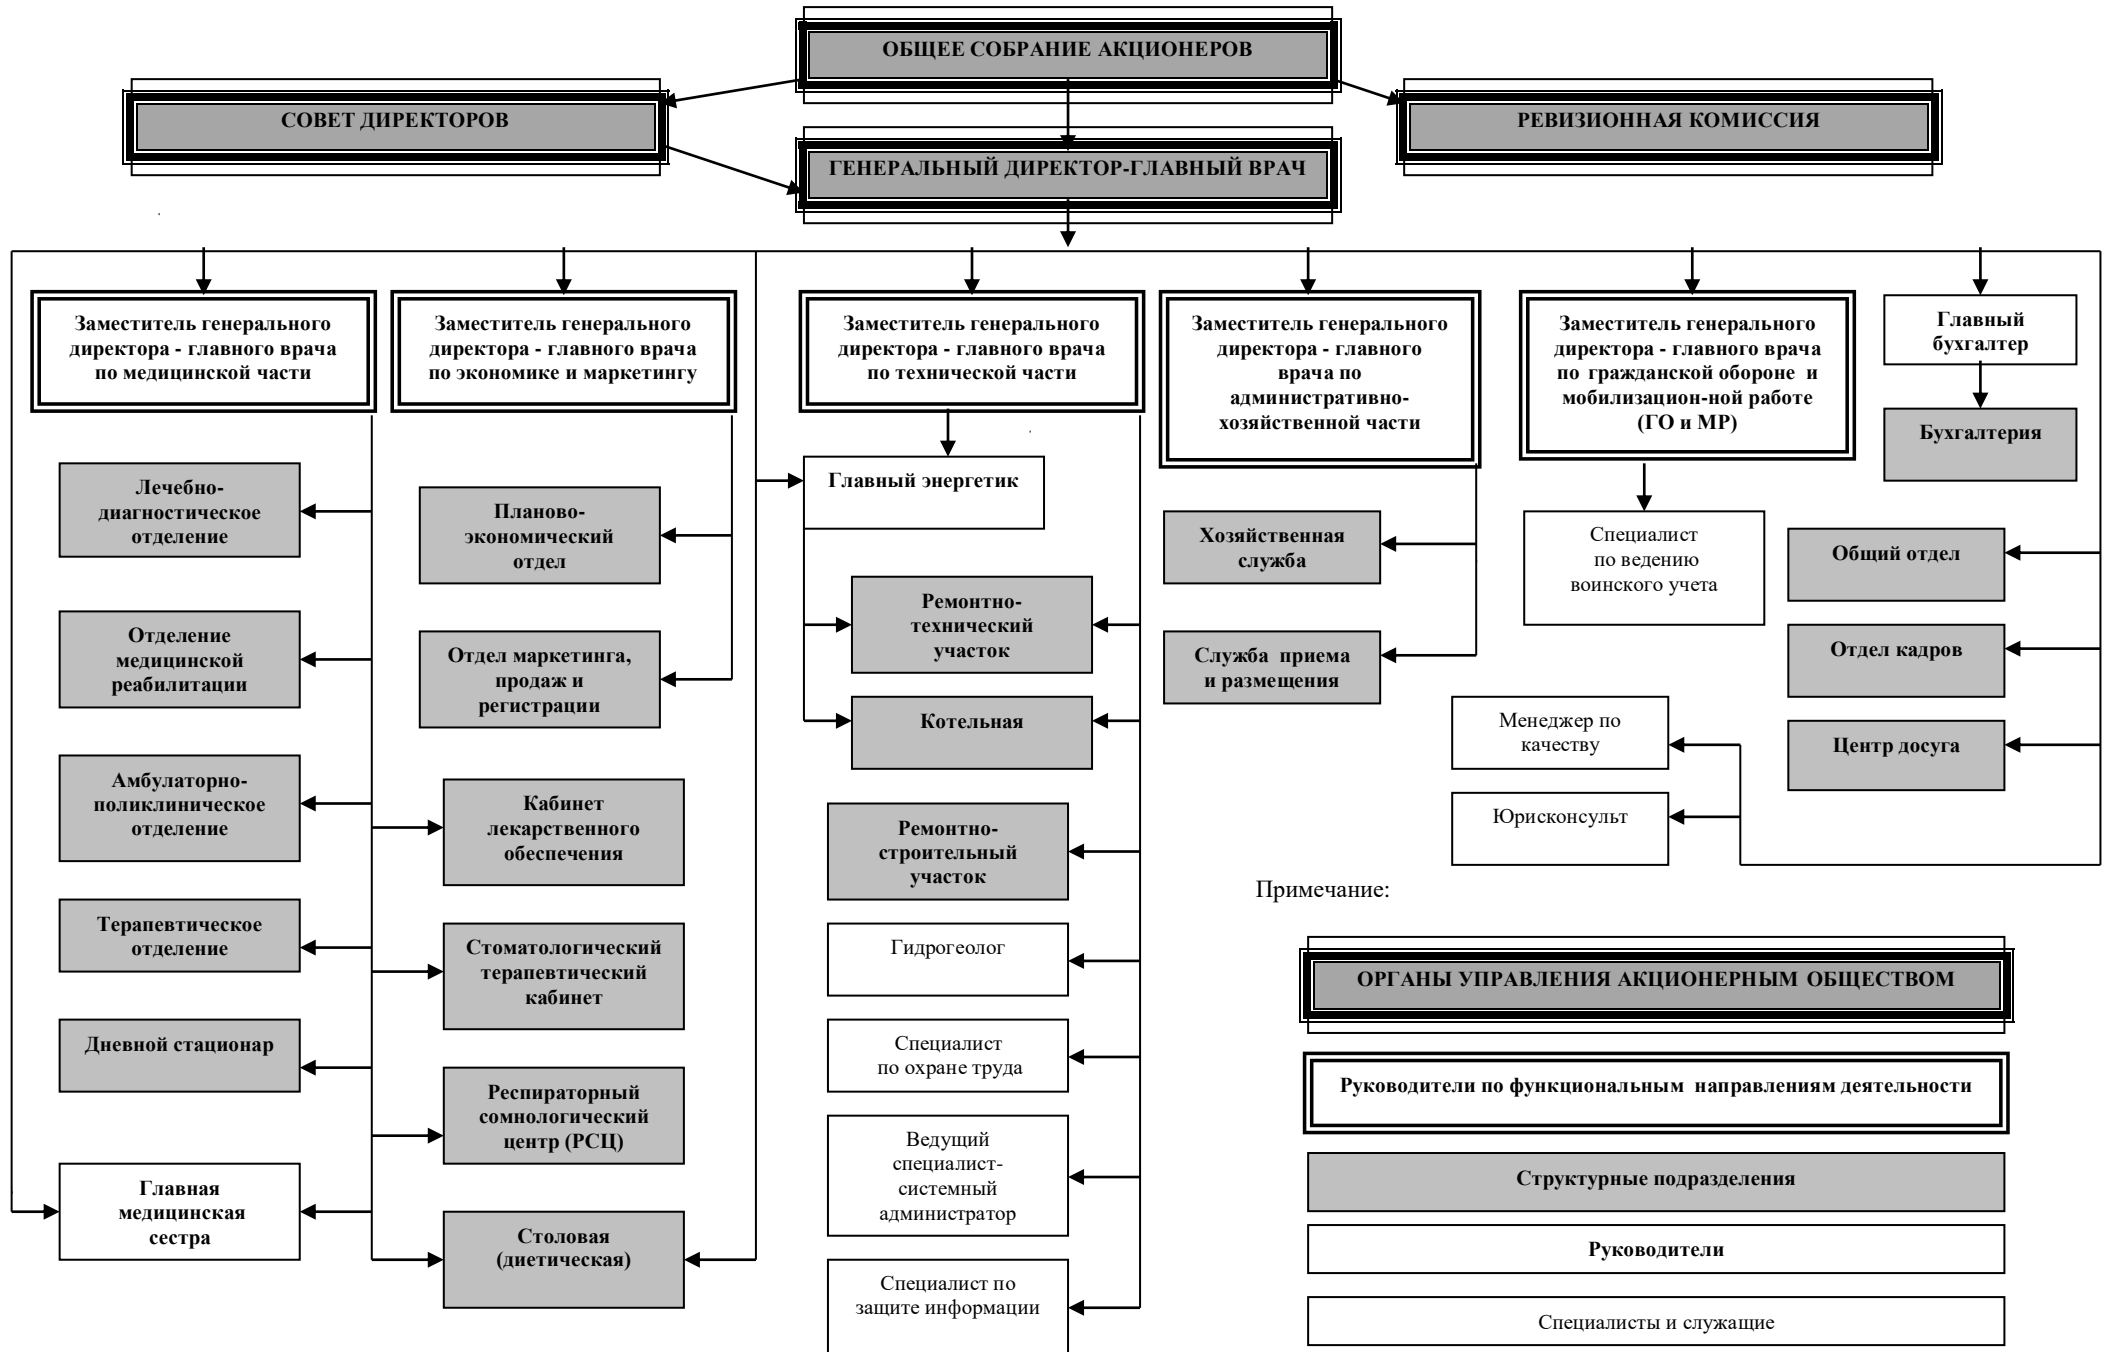 ОБЩЕЕ СОБРАНИЕ АКЦИОНЕРОВ
СОВЕТ ДИРЕКТОРОВ
РЕВИЗИОННАЯ КОМИССИЯ
ГЕНЕРАЛЬНЫЙ ДИРЕКТОР-ГЛАВНЫЙ ВРАЧ
Заместитель генерального
директора - главного врача
по медицинской части
Заместитель генерального
директора - главного врача
по экономике и маркетингу
Заместитель генерального
директора - главного врача
по технической части
Заместитель генерального
директора - главного
врача по
административно-
хозяйственной части
Заместитель генерального
директора - главного врача
по гражданской обороне и
мобилизацион-ной работе
(ГО и МР)
Главный
бухгалтер
Бухгалтерия
Лечебно-
диагностическое
отделение
Отделение
медицинской
реабилитации
Амбулаторно-
поликлиническое
отделение
Терапевтическое
отделение
Дневной стационар
Главная
медицинская
сестра
Планово-
экономический
отдел
Отдел маркетинга,
продаж и
регистрации
Кабинет
лекарственного
обеспечения
Стоматологический
терапевтический
кабинет
Респираторный
сомнологический
центр (РСЦ)
Столовая
(диетическая)
Главный энергетик
Ремонтно-
технический
участок
Котельная
Ремонтно-
строительный
участок
Гидрогеолог
Специалист
по охране труда
Ведущий
специалист-
системный
администратор
Специалист по
защите информации
Хозяйственная
служба
Служба приема
и размещения
Специалист
по ведению
воинского учета
Менеджер по
качеству
Юрисконсульт
Общий отдел
Отдел кадров
Центр досуга
Примечание:
ОРГАНЫ УПРАВЛЕНИЯ АКЦИОНЕРНЫМ ОБЩЕСТВОМ
Руководители по функциональным направлениям деятельности
Структурные подразделения
Руководители
Специалисты и служащие